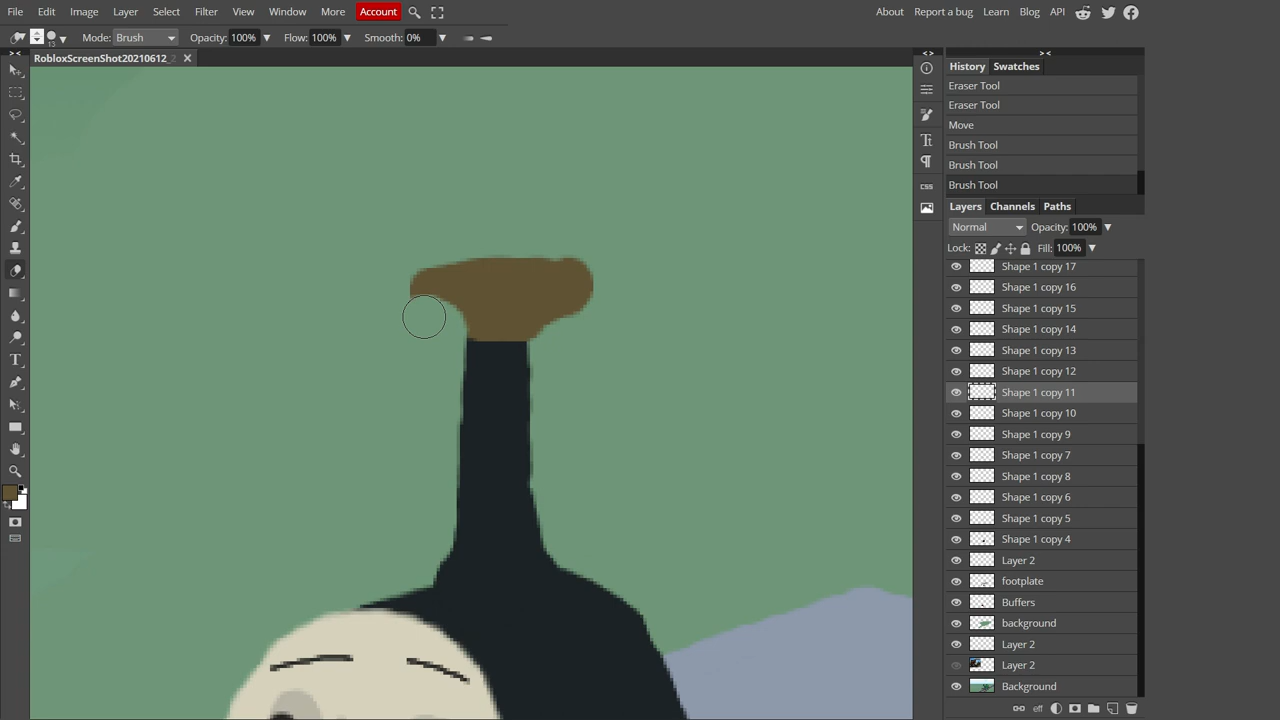 File Edit Image Layer Select Filter View Window More Account About Report a bug Learn Blog API
13 Mode: Brush Opacity: 100% Flow: 100% Smooth: 0%
RobloxScreenShot20210612_2
History Swatches
Eraser Tool
Eraser Tool
Move
Brush Tool
Brush Tool
Brush Tool
Layers Channels Paths
Normal Opacity: 100%
Lock: Fill: 100%
Shape 1 copy 17
Shape 1 copy 16
Shape 1 copy 15
Shape 1 copy 14
Shape 1 copy 13
Shape 1 copy 12
Shape 1 copy 11
Shape 1 copy 10
Shape 1 copy 9
Shape 1 copy 7
Shape 1 copy 8
Shape 1 copy 6
Shape 1 copy 5
Shape 1 copy 4
Layer 2
footplate
Buffers
background
Layer 2
Layer 2
Background
CSS
eff